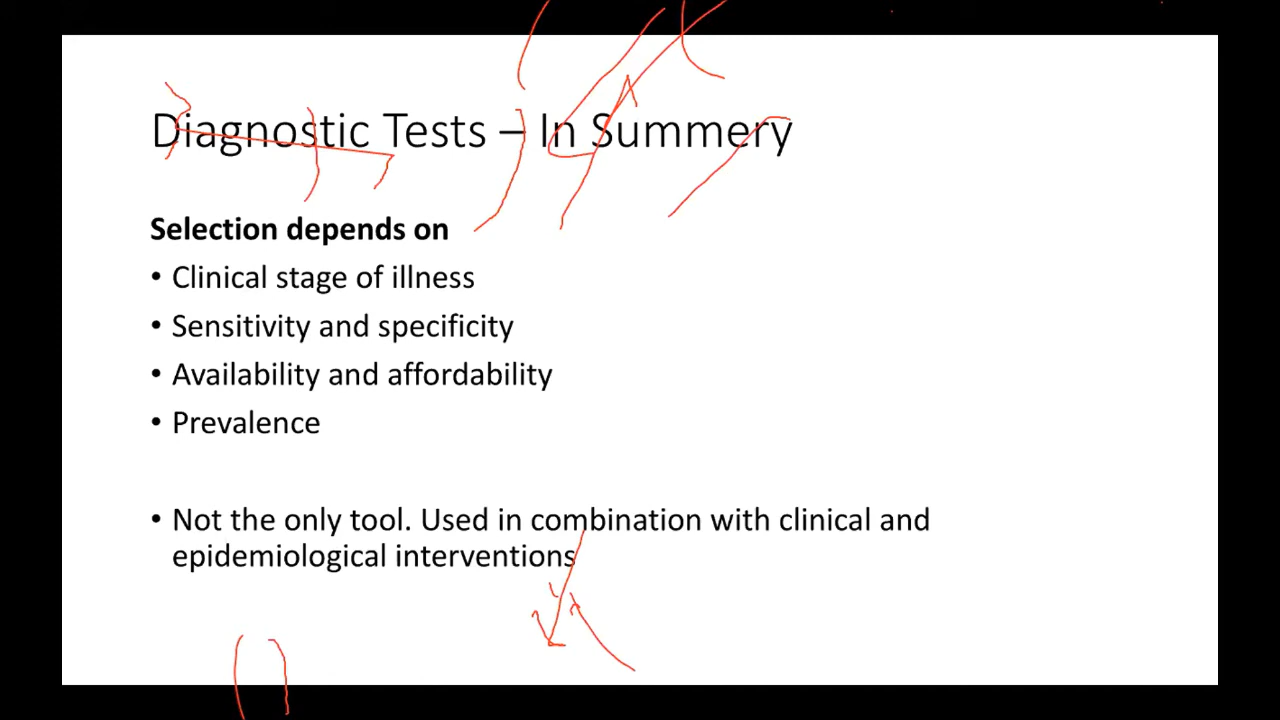 Diagnostic Tests – In Summery
Selection depends on
• Clinical stage of illness
• Sensitivity and specificity
• Availability and affordability
• Prevalence
• Not the only tool. Used in combination with clinical and
epidemiological interventions